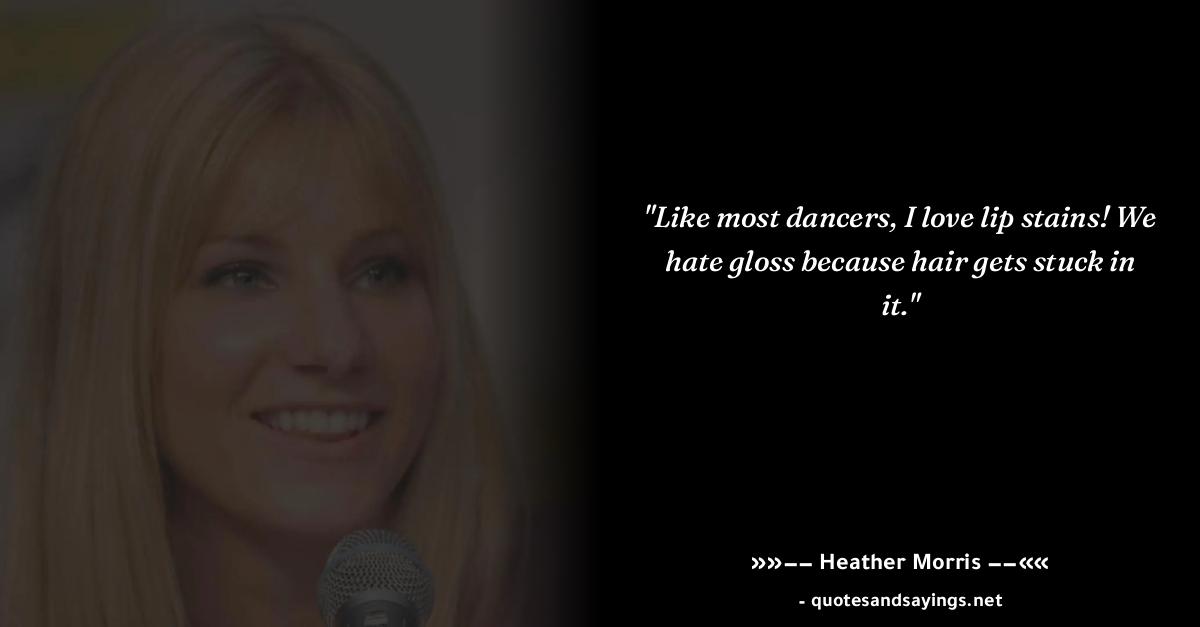 "Like most dancers, I love lip stains! We
hate gloss because hair gets stuck in
it."
»»–– Heather Morris ––««
- quotesandsayings.net